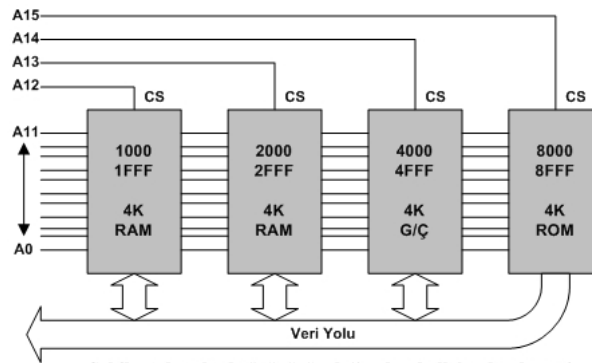 A15
A14
A13
A12
CS
CS
CS
CS
A11
A0
1000
1FFF
4K
RAM
2000
2FFF
4K
RAM
4000
4FFF
4K
G/Ç
8000
8FFF
4K
ROM
Veri Yolu